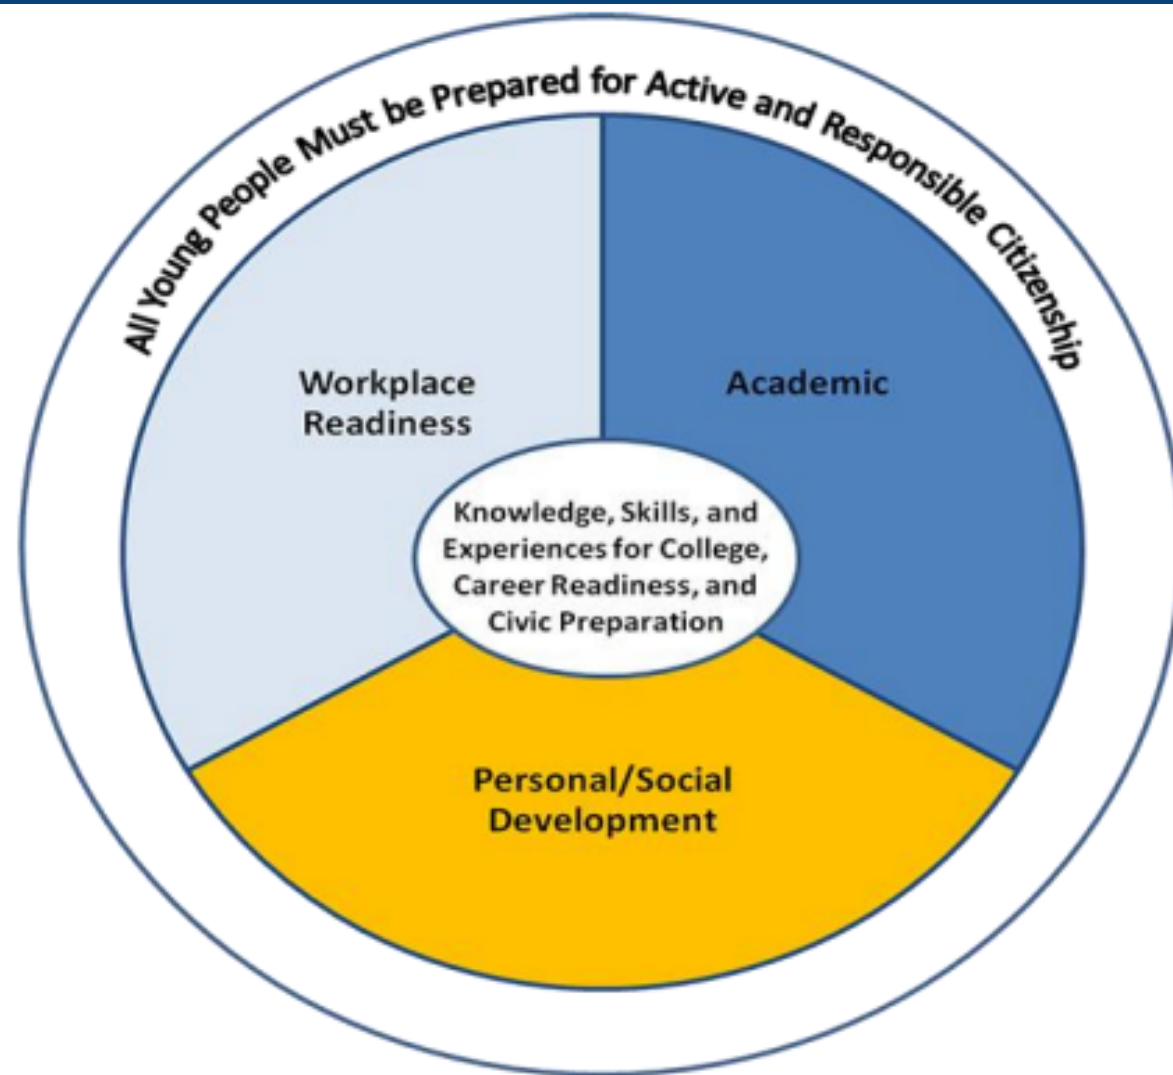 All Young People Must be Prepared for Active and Responsible Citizenship
Workplace
Readiness
Academic
Knowledge, Skills, and
Experiences for College,
Career Readiness, and
Civic Preparation
Personal/Social
Development